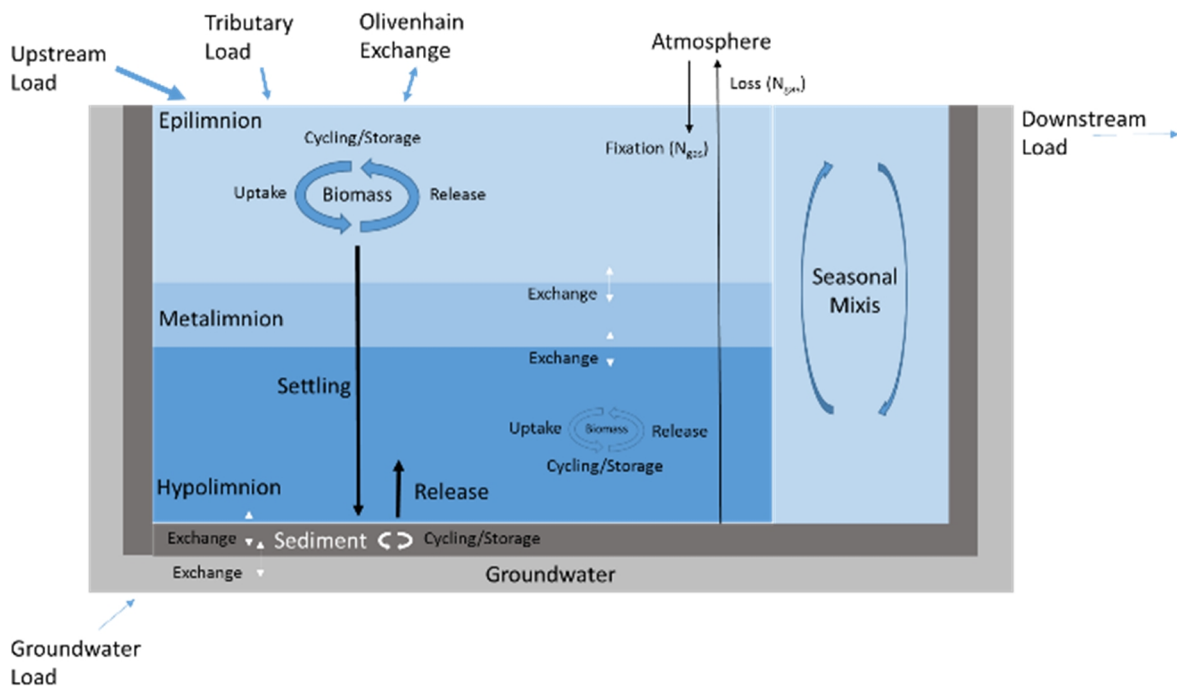 Upstream
Load
Tributary
Load
Olivenhain
Exchange
Atmosphere
Loss (Ngas)
Fixation (Ngas)
Downstream
Load
Epilimnion
Cycling/Storage
Uptake
Biomass
Release
Exchange
Metalimnion
Exchange
Seasonal
Mixis
Settling
Uptake
Biomass
Release
Cycling/Storage
Hypolimnion
Release
Exchange
Sediment
Cycling/Storage
Exchange
Groundwater
Groundwater
Load